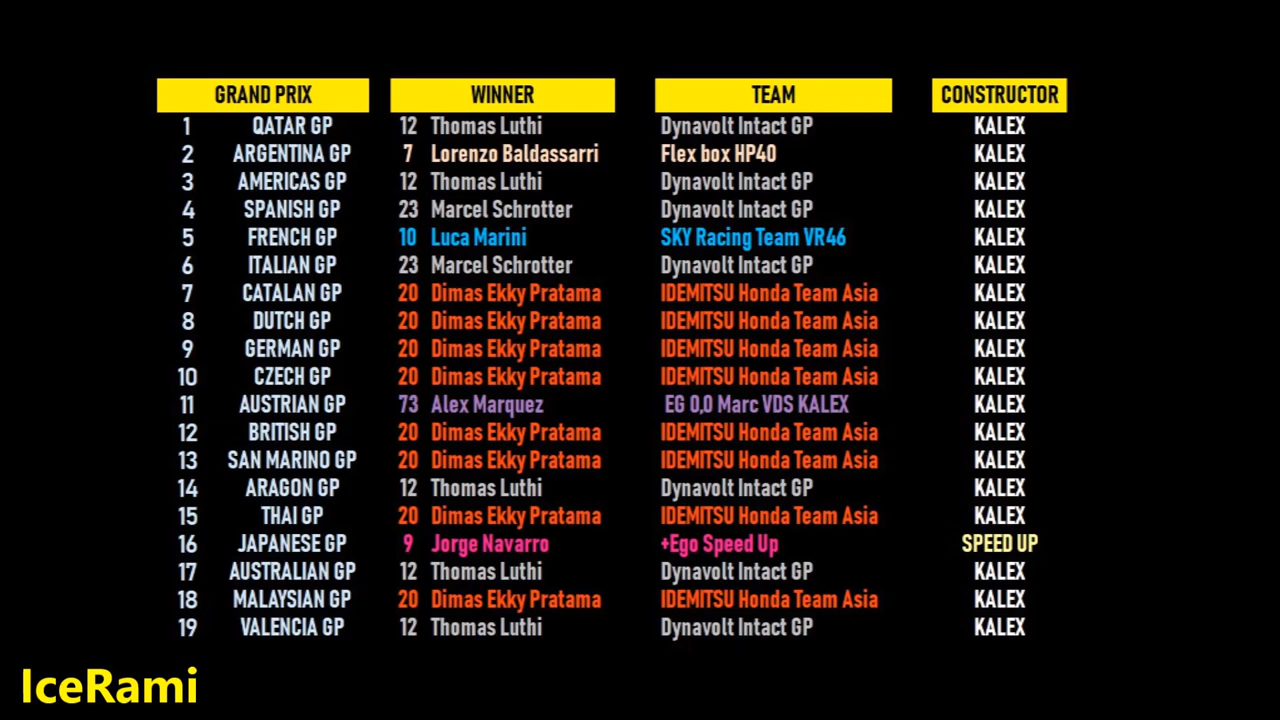 GRAND PRIX WINNER TEAM CONSTRUCTOR
1 QATAR GP 12 Thomas Luthi Dynavolt Intact GP KALEX
2 ARGENTINA GP 7 Lorenzo Baldassarri Flex box HP40 KALEX
3 AMERICAS GP 12 Thomas Luthi Dynavolt Intact GP KALEX
4 SPANISH GP 23 Marcel Schrotter Dynavolt Intact GP KALEX
5 FRENCH GP 10 Luca Marini SKY Racing Team VR46 KALEX
6 ITALIAN GP 23 Marcel Schrotter Dynavolt Intact GP KALEX
7 CATALAN GP 20 Dimas Ekky Pratama IDEMITSU Honda Team Asia KALEX
8 DUTCH GP 20 Dimas Ekky Pratama IDEMITSU Honda Team Asia KALEX
9 GERMAN GP 20 Dimas Ekky Pratama IDEMITSU Honda Team Asia KALEX
10 CZECH GP 20 Dimas Ekky Pratama IDEMITSU Honda Team Asia KALEX
11 AUSTRIAN GP 73 Alex Marquez EG 0,0 Marc VDS KALEX KALEX
12 BRITISH GP 20 Dimas Ekky Pratama IDEMITSU Honda Team Asia KALEX
13 SAN MARINO GP 20 Dimas Ekky Pratama IDEMITSU Honda Team Asia KALEX
14 ARAGON GP 12 Thomas Luthi Dynavolt Intact GP KALEX
15 THAI GP 20 Dimas Ekky Pratama IDEMITSU Honda Team Asia KALEX
16 JAPANESE GP 9 Jorge Navarro +Ego Speed Up SPEED UP
17 AUSTRALIAN GP 12 Thomas Luthi Dynavolt Intact GP KALEX
18 MALAYSIAN GP 20 Dimas Ekky Pratama IDEMITSU Honda Team Asia KALEX
19 VALENCIA GP 12 Thomas Luthi Dynavolt Intact GP KALEX
IceRami